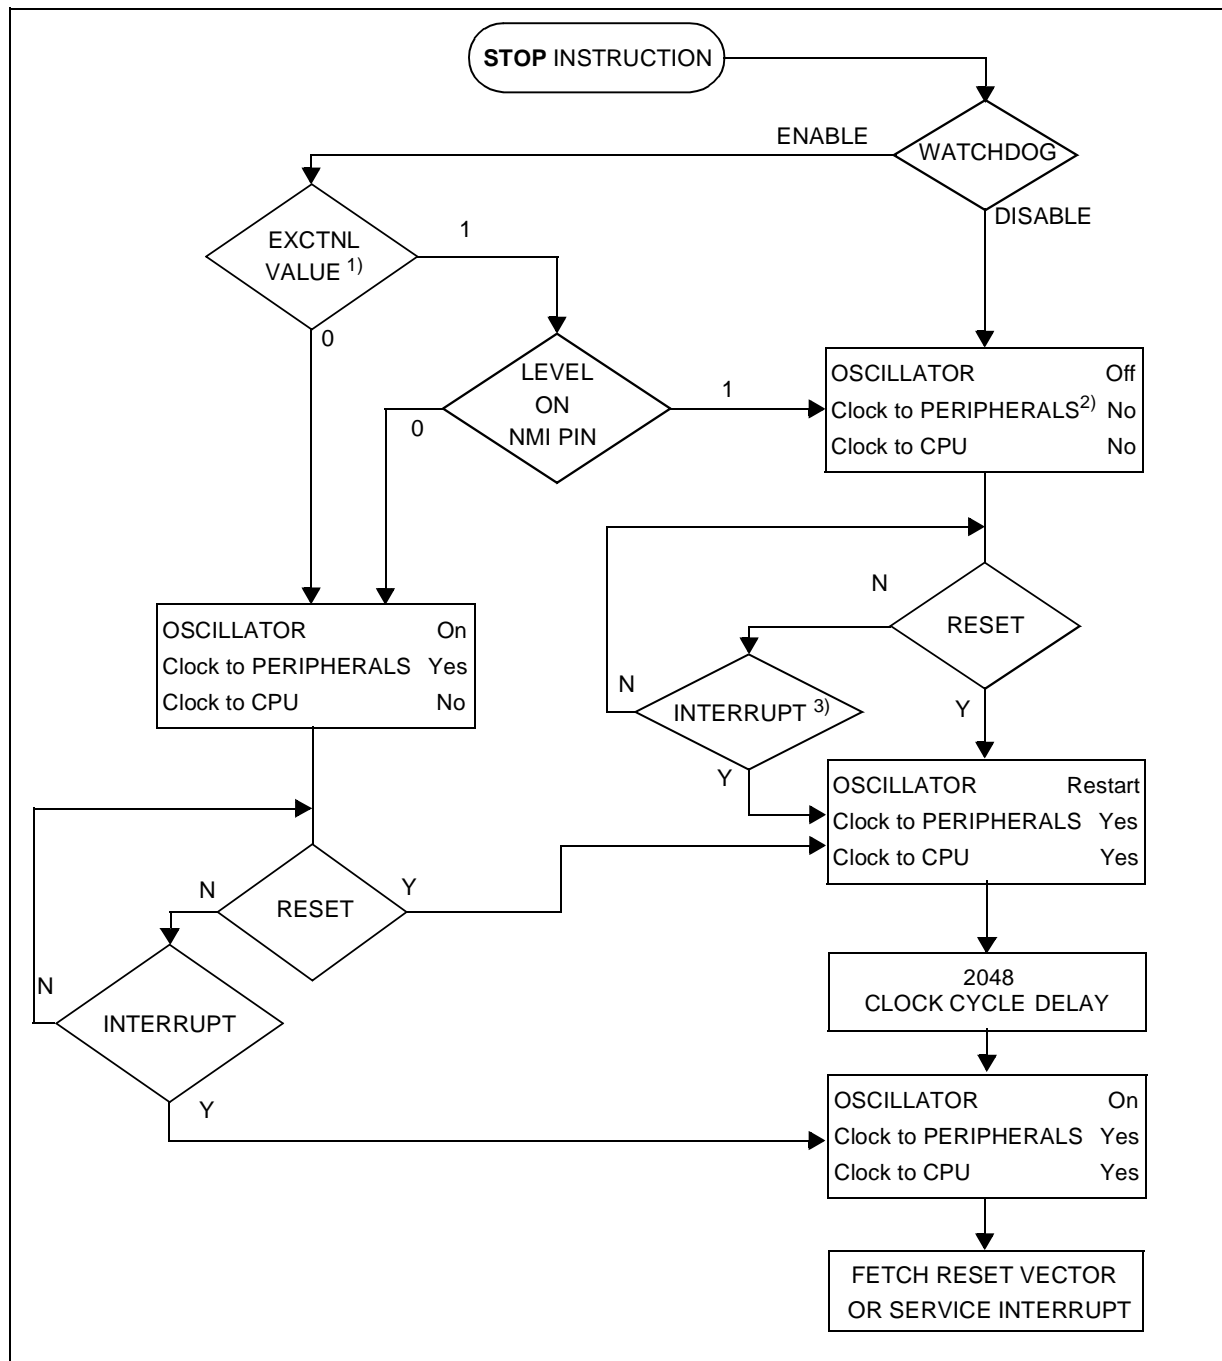 STOP INSTRUCTION
ENABLE
WATCHDOG
DISABLE
EXCTNL
VALUE 1)
1
0
LEVEL
ON
NMI PIN
1
0
OSCILLATOR Off
Clock to PERIPHERALS2) No
Clock to CPU No
N
RESET
Y
OSCILLATOR On
Clock to PERIPHERALS Yes
Clock to CPU No
N
INTERRUPT 3)
Y
OSCILLATOR Restart
Clock to PERIPHERALS Yes
Clock to CPU Yes
N
RESET
Y
N
INTERRUPT
Y
2048
CLOCK CYCLE DELAY
OSCILLATOR On
Clock to PERIPHERALS Yes
Clock to CPU Yes
FETCH RESET VECTOR
OR SERVICE INTERRUPT